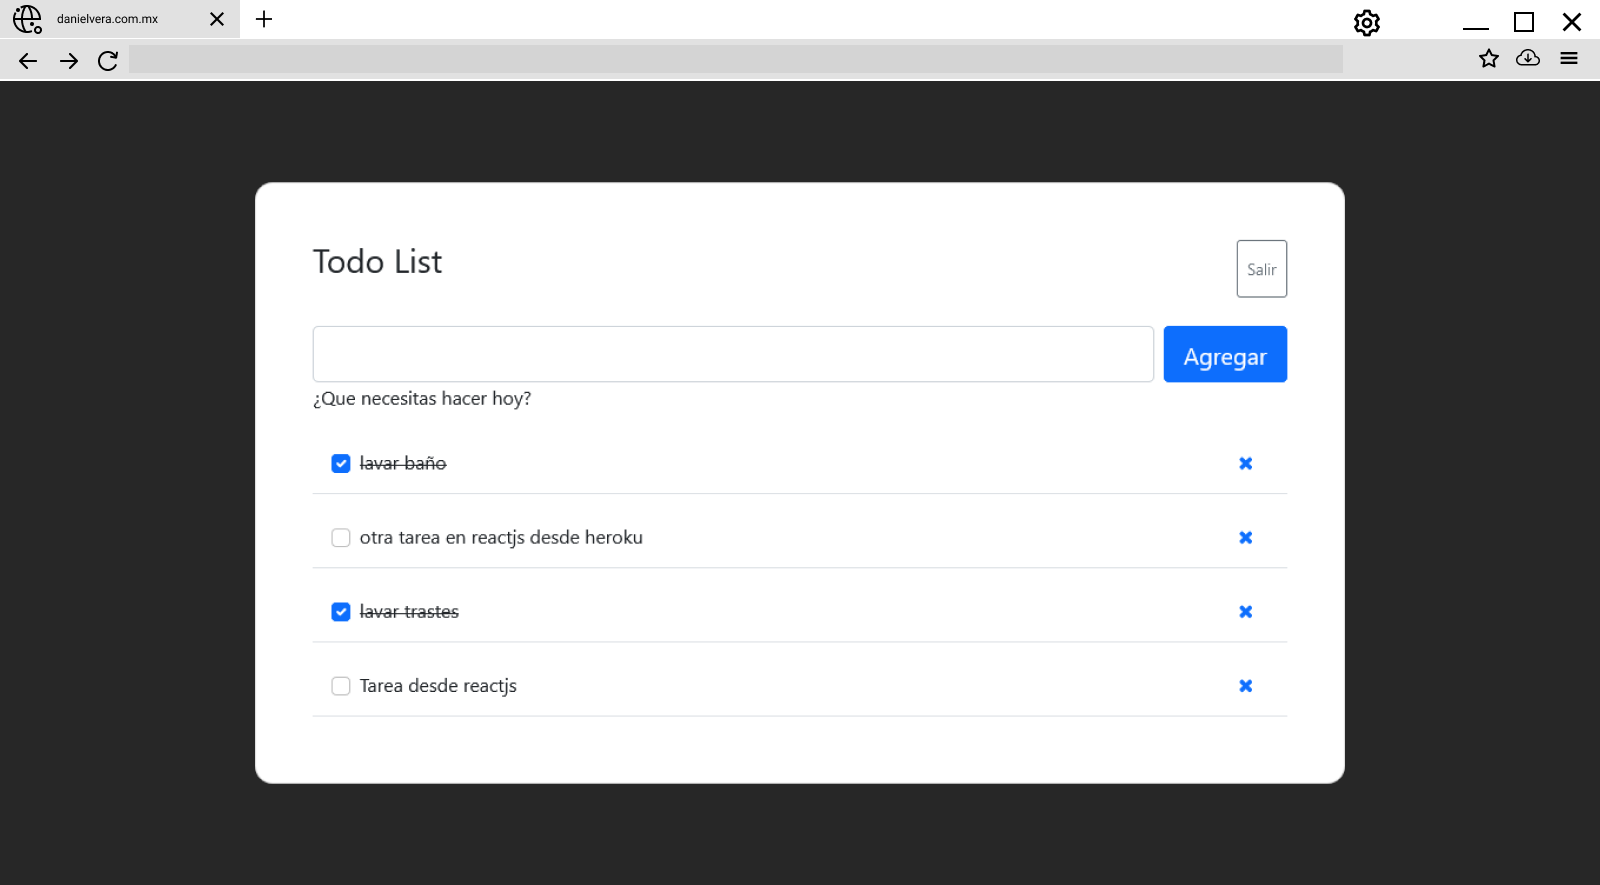 danielvera.com.mx
Todo List
Salir
Agregar
¿Que necesitas hacer hoy?
lavar baño
otra tarea en reactjs desde heroku
lavar trastes
Tarea desde reactjs